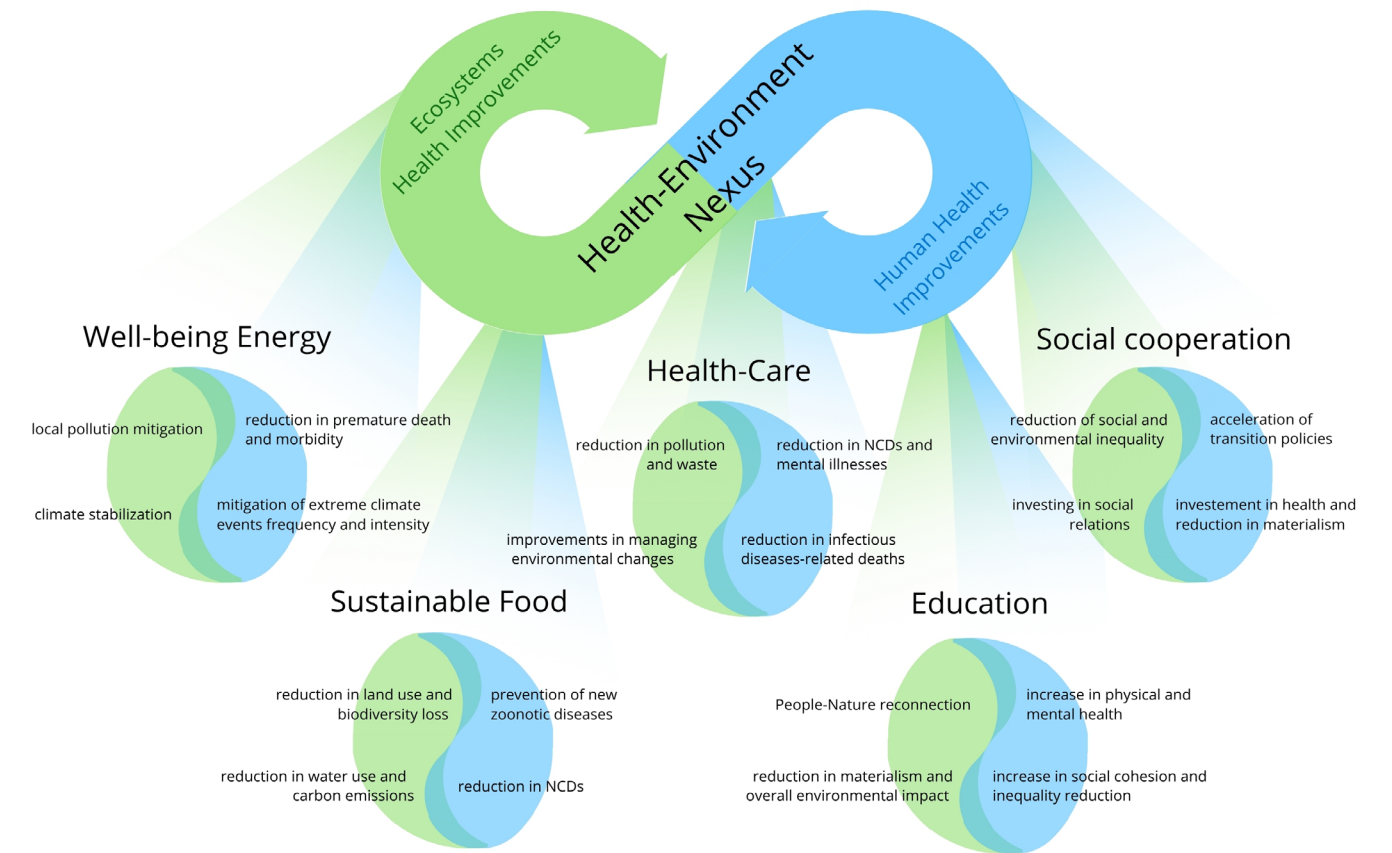 Ecosystems
Health Improvements
Health-Environment
Nexus
Human Health
Improvements
Well-being Energy
local pollution mitigation
reduction in premature death
and morbidity
climate stabilization
mitigation of extreme climate
events frequency and intensity
Sustainable Food
reduction in land use and
biodiversity loss
prevention of new
zoonotic diseases
reduction in water use and
carbon emissions
reduction in NCDs
Health-Care
reduction in pollution
and waste
reduction in NCDs and
mental illnesses
improvements in managing
environmental changes
reduction in infectious
diseases-related deaths
Education
People-Nature reconnection
increase in physical and
mental health
reduction in materialism and
overall environmental impact
increase in social cohesion and
inequality reduction
Social cooperation
reduction of social and
environmental inequality
acceleration of
transition policies
investing in social
relations
investement in health and
reduction in materialism